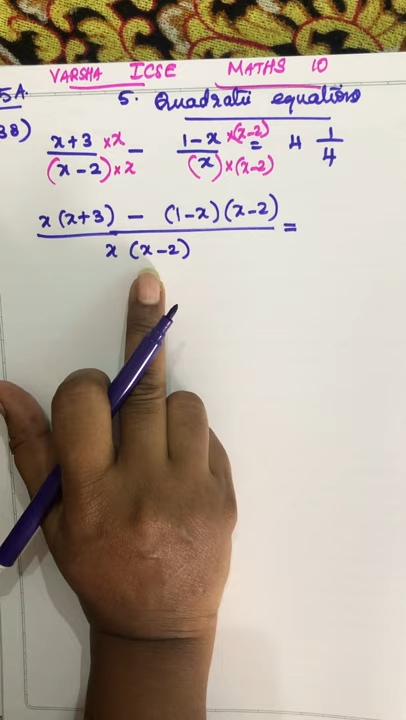 VARSHA ICSE MATHS 10
5A. 5. Quadratic equations
38) x+3 ×x / (x-2) ×x - 1-x ×(x-2) / (x) ×(x-2) = 4 1/4
x(x+3) - (1-x)(x-2) / x (x-2) =